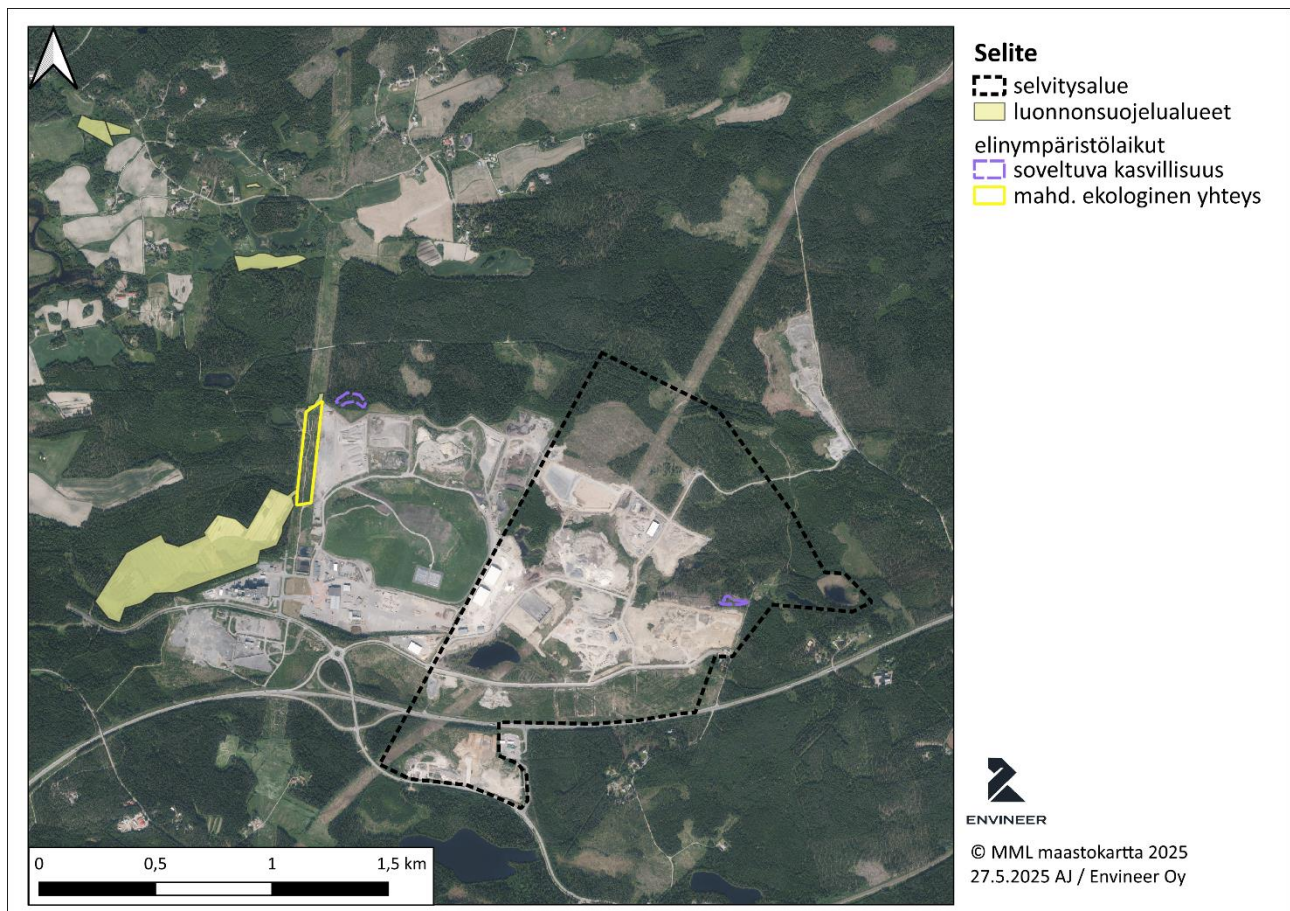 Selite
selvitysalue
luonnonsuojelualueet
elinympäristölaikut
soveltuva kasvillisuus
mahd. ekologinen yhteys
0 0,5 1 1,5 km
ENVINEER
© MML maastokartta 2025
27.5.2025 AJ / Envineer Oy